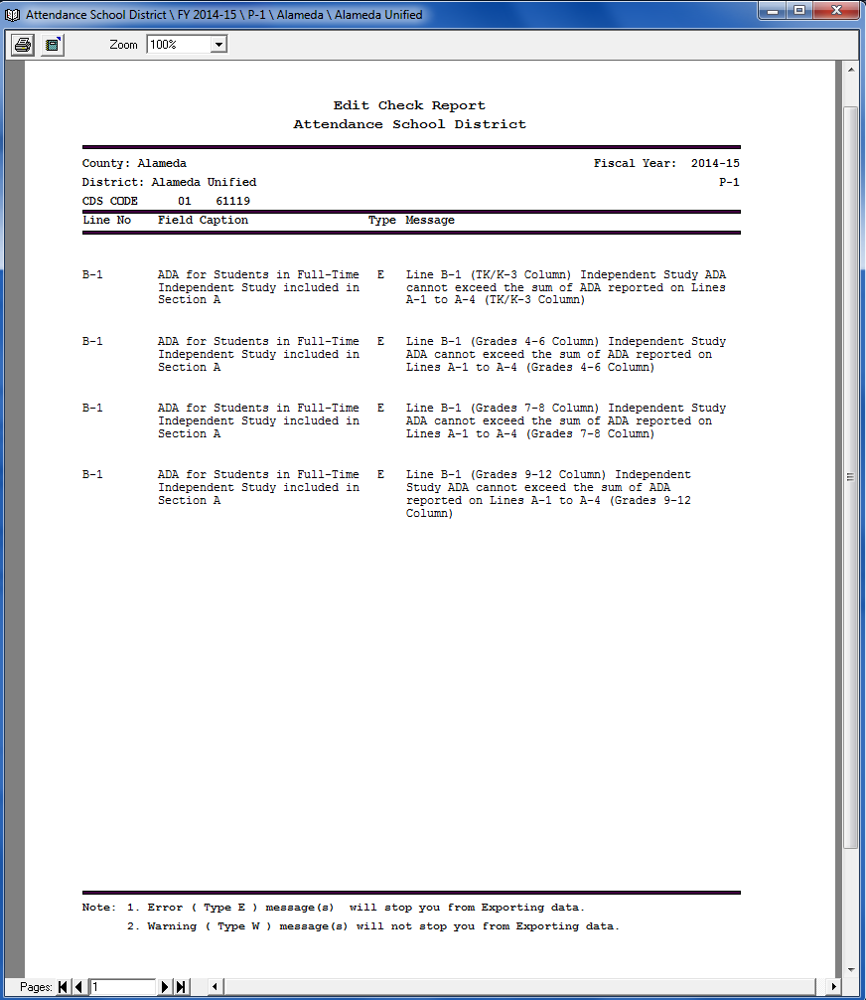 Attendance School District \ FY 2014-15 \ P-1 \ Alameda \ Alameda Unified
Zoom 100%
Edit Check Report
Attendance School District
County: Alameda Fiscal Year: 2014-15
District: Alameda Unified P-1
CDS CODE 01 61119
Line No Field Caption Type Message
B-1 ADA for Students in Full-Time E Line B-1 (TK/K-3 Column) Independent Study ADA
Independent Study included in cannot exceed the sum of ADA reported on Lines
Section A A-1 to A-4 (TK/K-3 Column)
B-1 ADA for Students in Full-Time E Line B-1 (Grades 4-6 Column) Independent Study
Independent Study included in ADA cannot exceed the sum of ADA reported on
Section A Lines A-1 to A-4 (Grades 4-6 Column)
B-1 ADA for Students in Full-Time E Line B-1 (Grades 7-8 Column) Independent Study
Independent Study included in ADA cannot exceed the sum of ADA reported on
Section A Lines A-1 to A-4 (Grades 7-8 Column)
B-1 ADA for Students in Full-Time E Line B-1 (Grades 9-12 Column) Independent
Independent Study included in Study ADA cannot exceed the sum of ADA
Section A reported on Lines A-1 to A-4 (Grades 9-12
Column)
Note: 1. Error ( Type E ) message(s) will stop you from Exporting data.
2. Warning ( Type W ) message(s) will not stop you from Exporting data.
Pages: 1